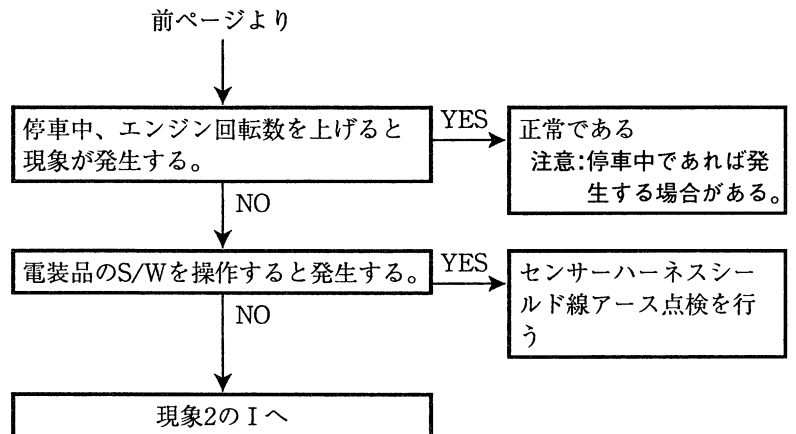 前ページより
停車中、エンジン回転数を上げると
現象が発生する。
YES
正常である
注意:停車中であれば発
生する場合がある。
NO
電装品のS/Wを操作すると発生する。
YES
センサーハーネスシー
ルド線アース点検を行
う
NO
現象2のⅠへ